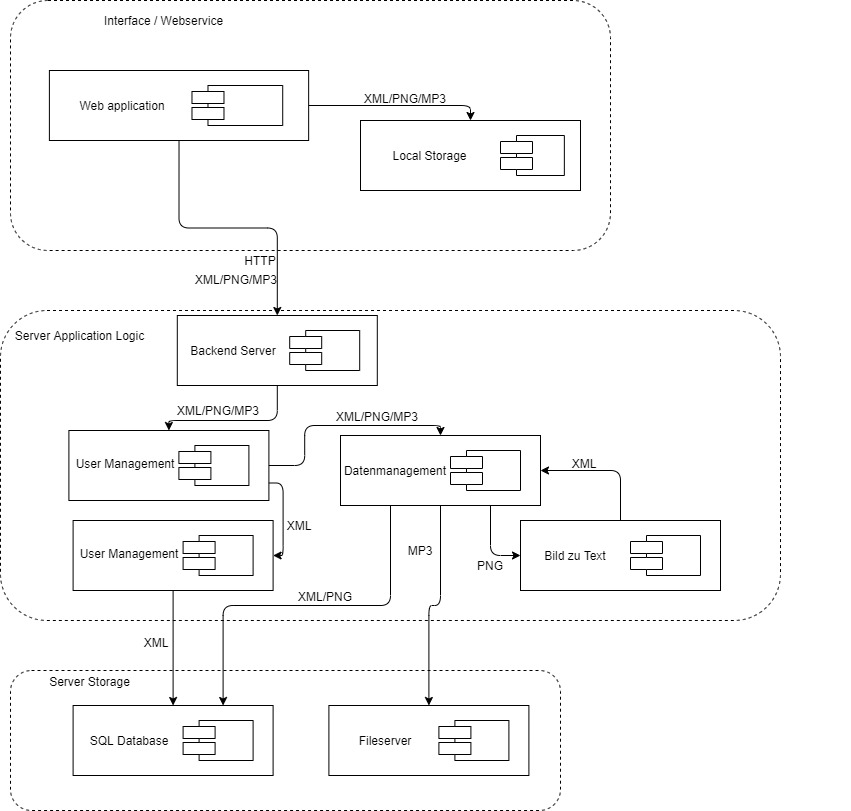 Interface / Webservice
Web application
XML/PNG/MP3
Local Storage
HTTP
XML/PNG/MP3
Server Application Logic
Backend Server
XML/PNG/MP3
XML/PNG/MP3
User Management
Datenmanagement
XML
XML
User Management
MP3
PNG
Bild zu Text
XML/PNG
XML
Server Storage
SQL Database
Fileserver